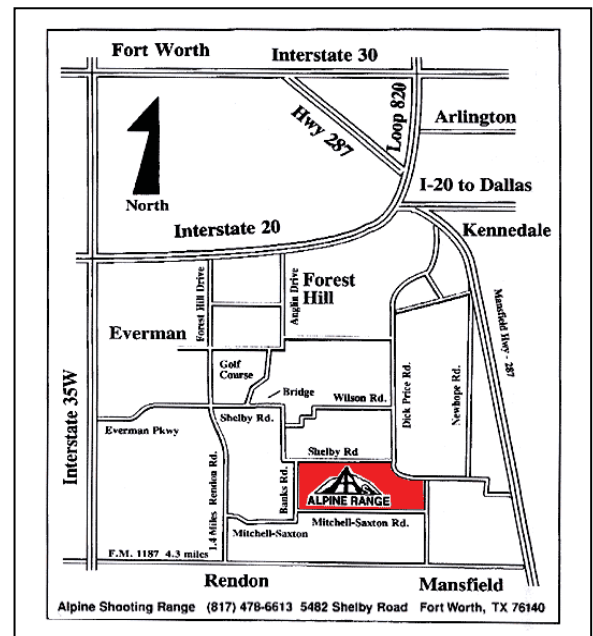 Fort Worth
Interstate 30
Hwy 287
Loop 820
Arlington
North
I-20 to Dallas
Interstate 20
Kennedale
Forest Hill Drive
Anglin Drive
Forest
Hill
Mansfield Hwy - 287
Everman
Golf
Course
Bridge
Wilson Rd.
Dick Price Rd.
Newhope Rd.
Everman Pkwy
Shelby Rd.
Interstate 35W
Shelby Rd
1.4 Miles Rendon Rd.
Banks Rd.
ALPINE RANGE
Mitchell-Saxton
Mitchell-Saxton Rd.
F.M. 1187 4.3 miles
Rendon
Mansfield
Alpine Shooting Range (817) 478-6613 5482 Shelby Road Fort Worth, TX 76140